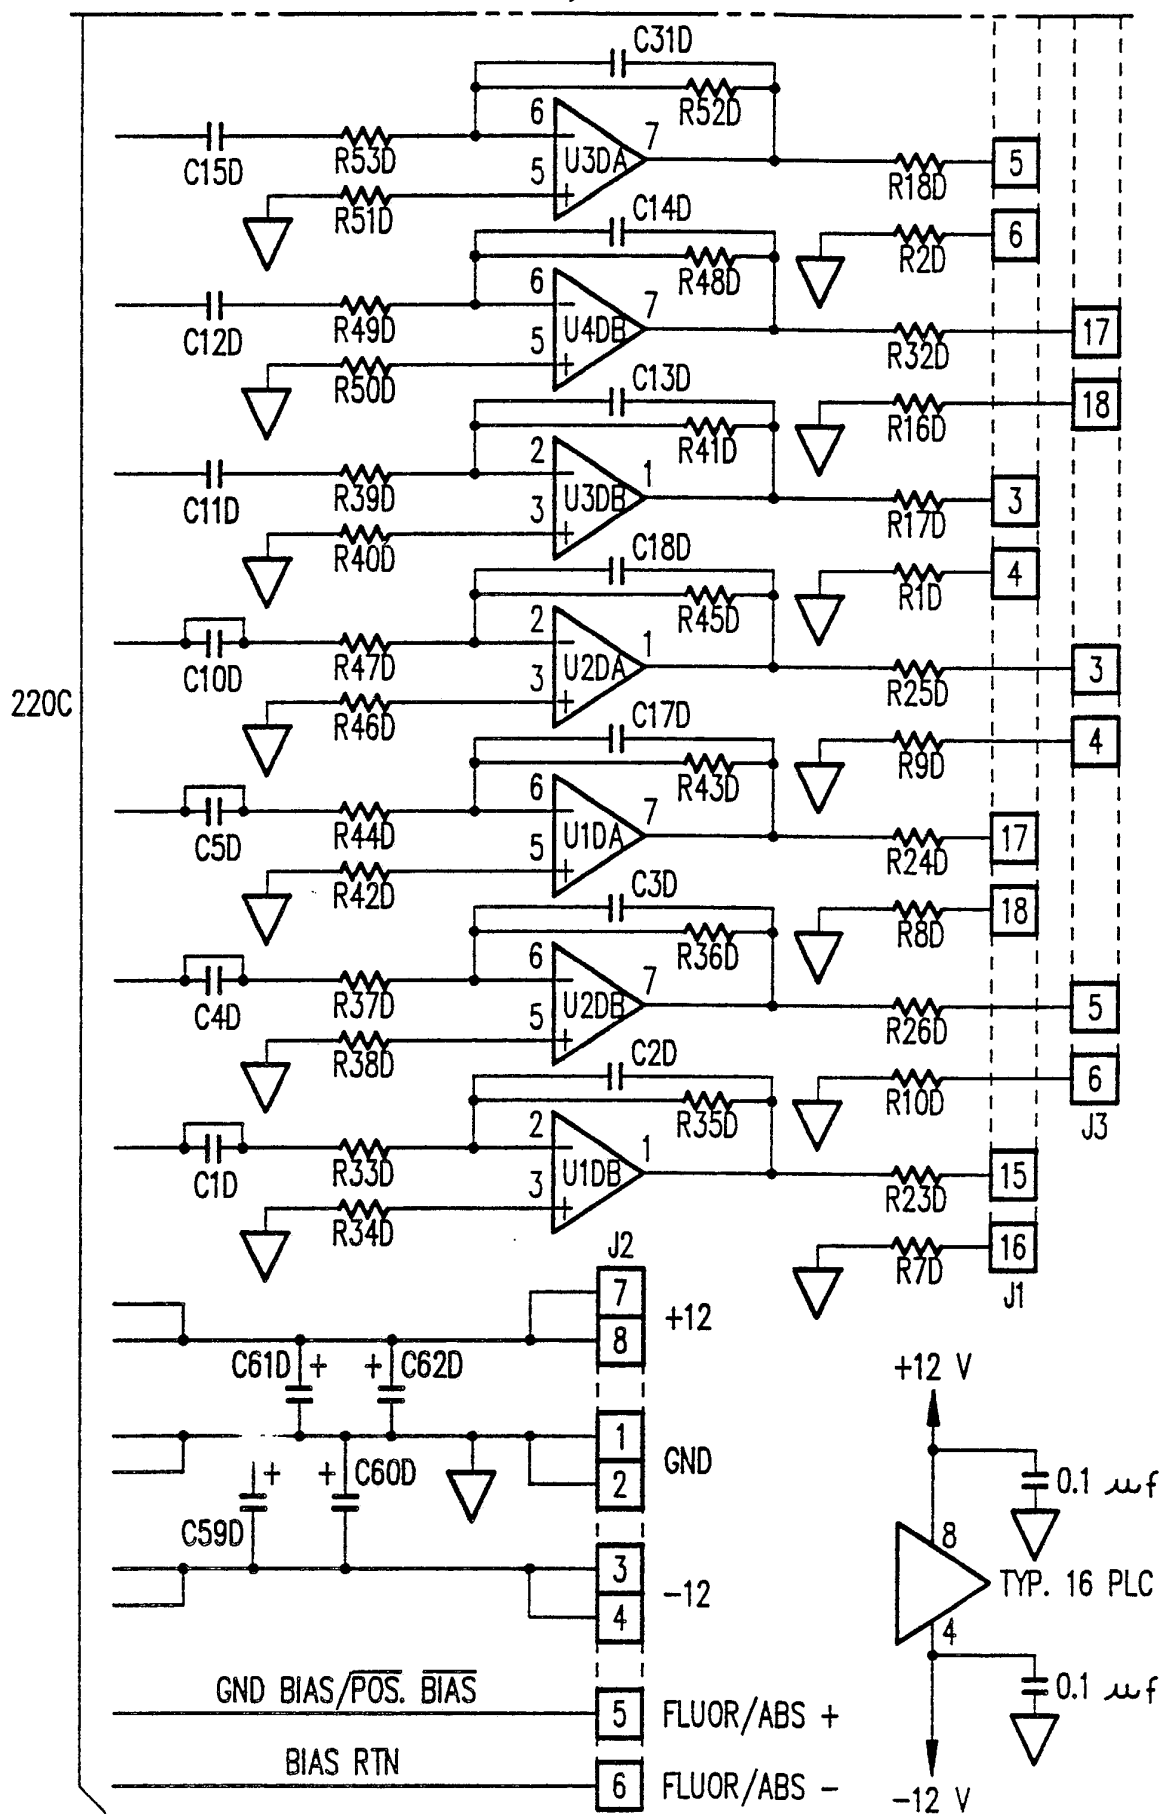 C31D
R52D
6
7
C15D
R53D
U3DA
5
R18D
5
R51D
C14D
6
R2D
R48D
6
7
C12D
R49D
U4DB
5
R32D
17
R50D
C13D
18
R16D
R41D
2
1
C11D
R39D
U3DB
3
R17D
3
R40D
C18D
4
R1D
R45D
2
1
C10D
R47D
U2DA
3
R25D
3
220C
R46D
C17D
4
R9D
R43D
6
7
C5D
R44D
U1DA
5
R24D
17
R42D
C3D
18
R8D
R36D
6
7
C4D
R37D
U2DB
5
R26D
5
R38D
C2D
6
R10D
R35D
J3
2
1
C1D
R33D
U1DB
3
R23D
15
R34D
J2
16
R7D
J1
7
+12
8
C61D + + C62D
+12 V
1
GND
2
+ + C60D
C59D
0.1 μf
8
3
-12
4
TYP. 16 PLC
4
GND BIAS/POS. BIAS
5 FLUOR/ABS +
0.1 μf
BIAS RTN
6 FLUOR/ABS -
-12 V